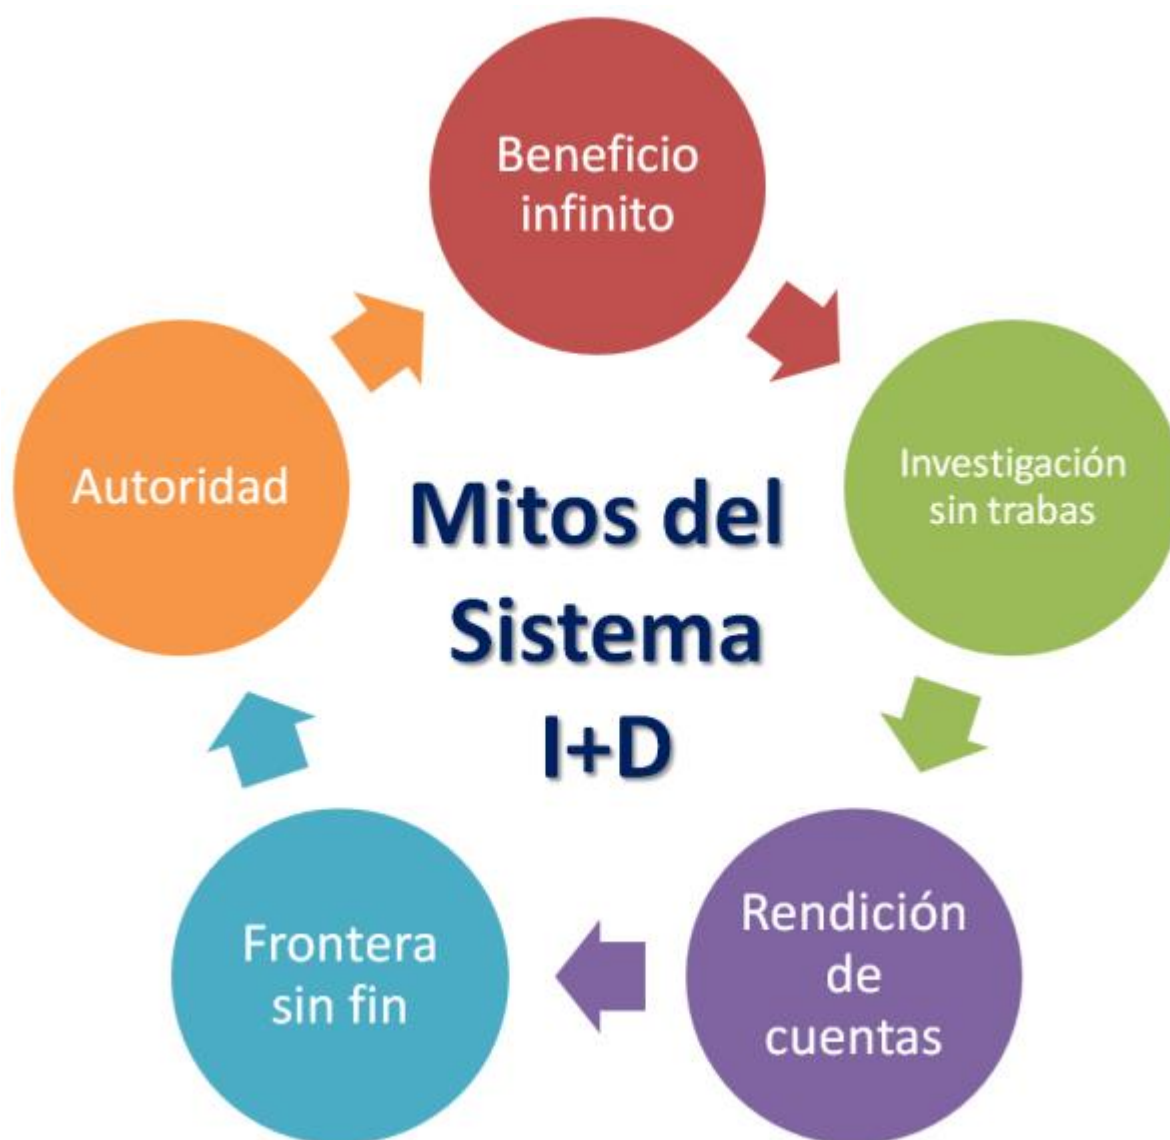 Beneficio
infinito
Investigación
sin trabas
Rendición
de
cuentas
Frontera
sin fin
Autoridad
Mitos del
Sistema
I+D